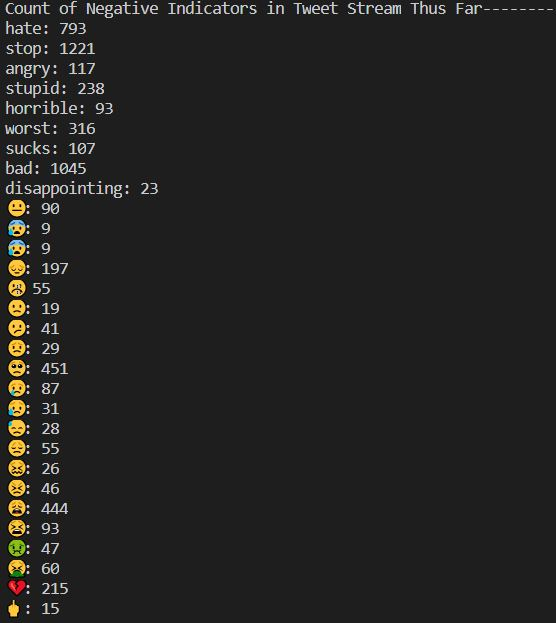 Count of Negative Indicators in Tweet Stream Thus Far--------
hate: 793
stop: 1221
angry: 117
stupid: 238
horrible: 93
worst: 316
sucks: 107
bad: 1045
disappointing: 23
😐: 90
😰: 9
😰: 9
😔: 197
😢 55
🙁: 19
😕: 41
😟: 29
🥺: 451
😢: 87
😥: 31
😓: 28
😔: 55
😖: 26
😣: 46
😩: 444
😫: 93
🤢: 47
🤮: 60
💔: 215
🖕: 15